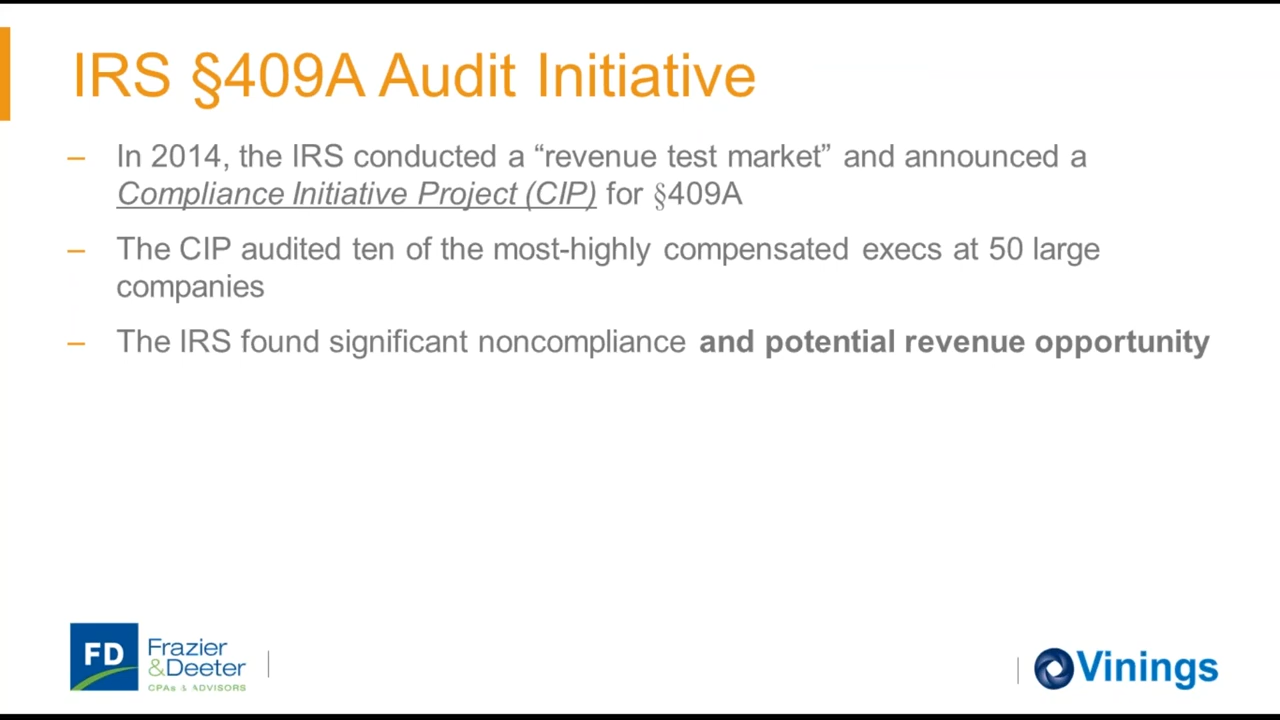 IRS §409A Audit Initiative
– In 2014, the IRS conducted a “revenue test market” and announced a
Compliance Initiative Project (CIP) for §409A
– The CIP audited ten of the most-highly compensated execs at 50 large
companies
– The IRS found significant noncompliance and potential revenue opportunity
FD
Frazier
&Deeter
CPAs & ADVISORS
Vinings